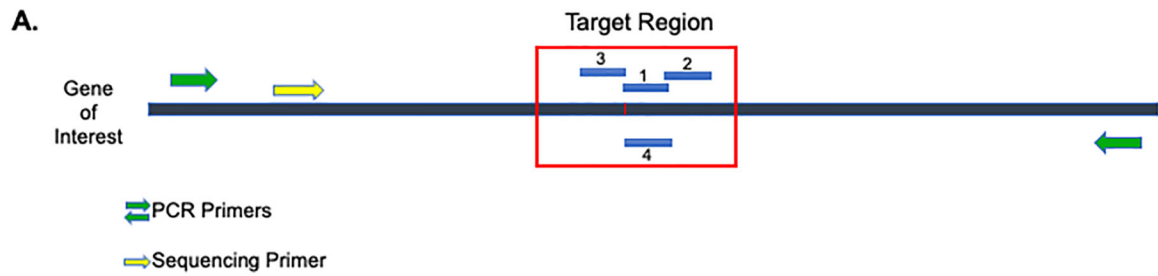 A.
Target Region
3
1
2
Gene
of
Interest
4
PCR Primers
Sequencing Primer